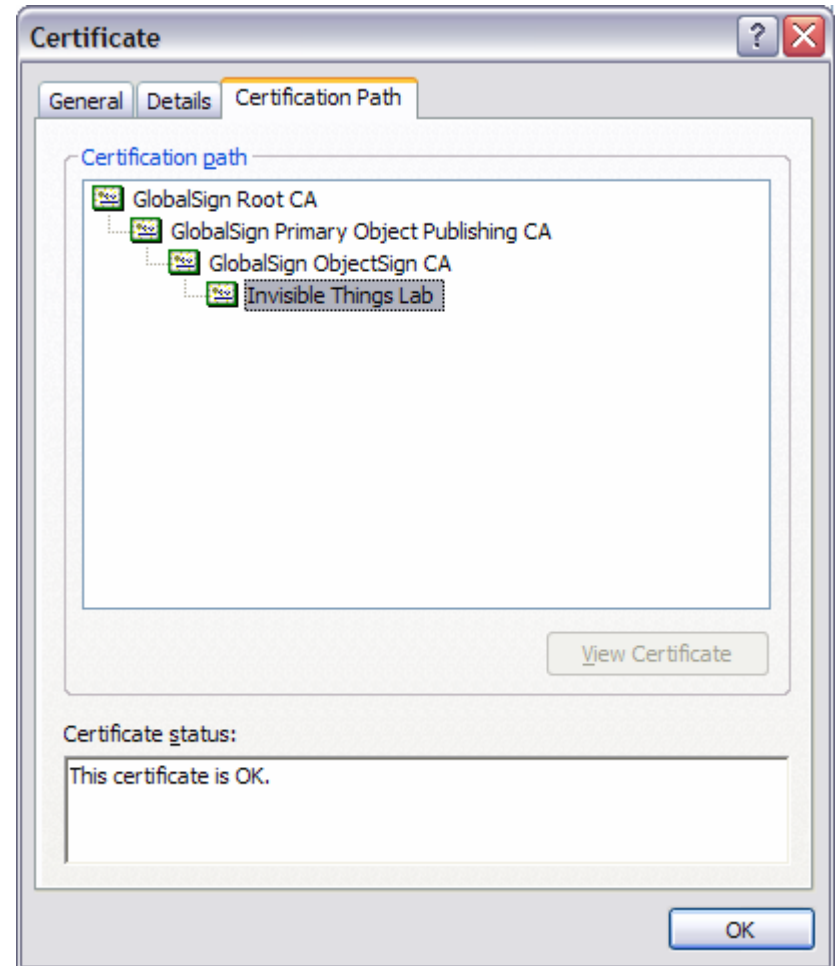 Certificate
General Details Certification Path
Certification path
GlobalSign Root CA
GlobalSign Primary Object Publishing CA
GlobalSign ObjectSign CA
Invisible Things Lab
View Certificate
Certificate status:
This certificate is OK.
OK